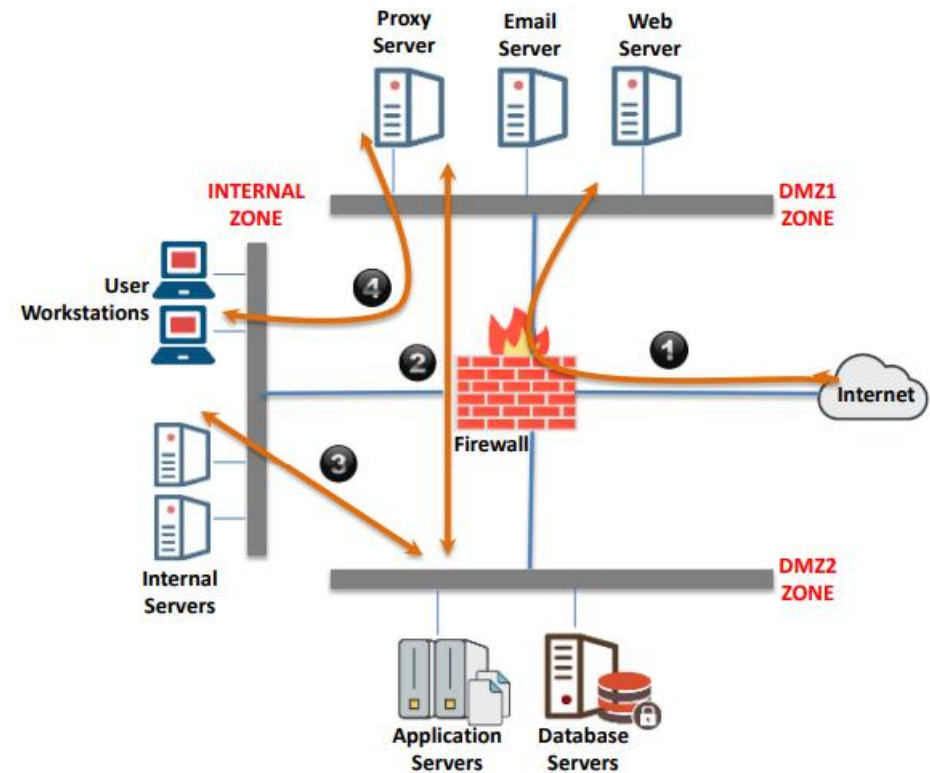 Proxy
Server
Email
Server
Web
Server
INTERNAL
ZONE
DMZ1
ZONE
User
Workstations
4
2
1
Internet
Firewall
3
Internal
Servers
DMZ2
ZONE
Application
Servers
Database
Servers